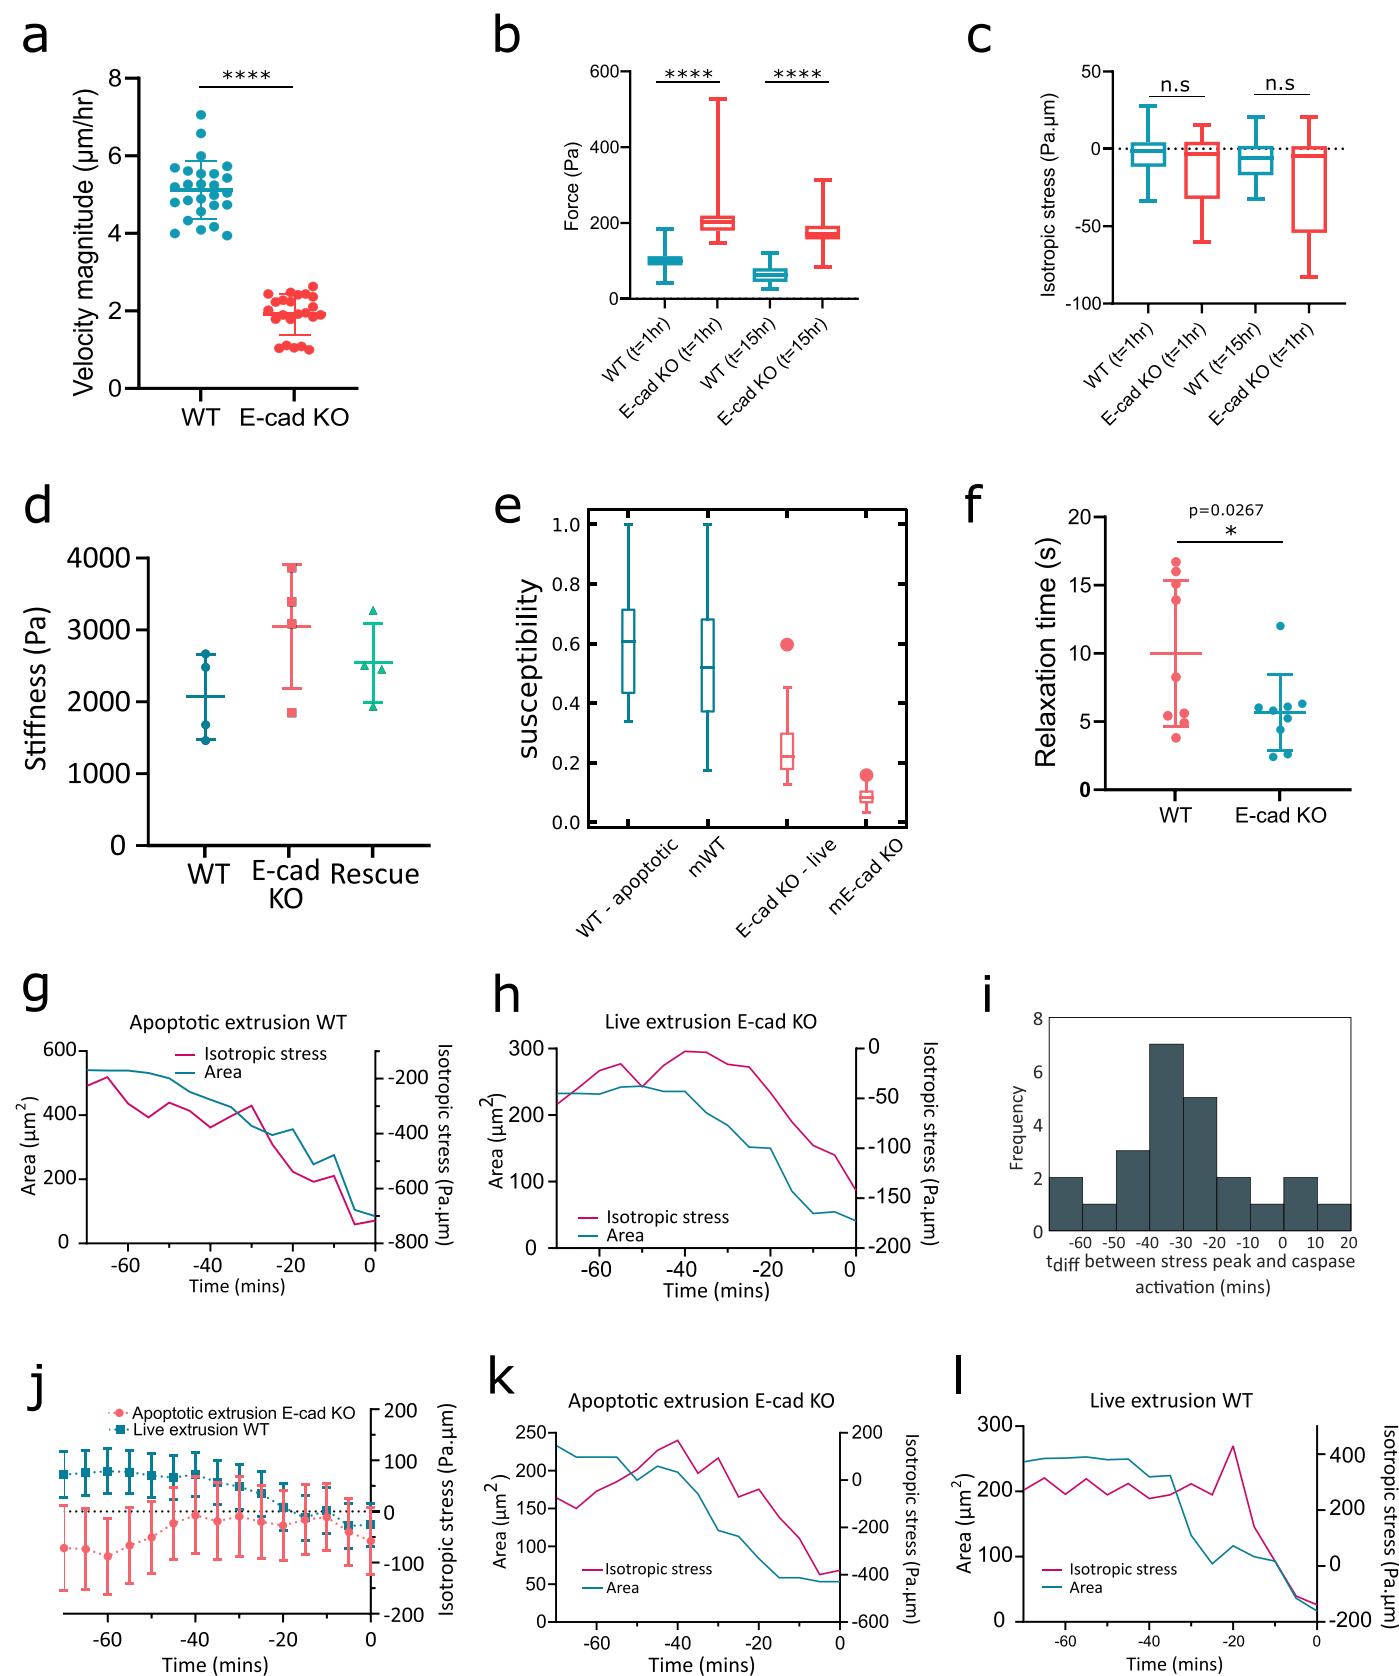 a
Velocity magnitude (µm/hr)
8
6
4
2
0
****
WT
E-cad KO
b
Force (Pa)
600
400
200
0
****
****
WT (t=1hr)
E-cad KO (t=1hr)
WT (t=15hr)
E-cad KO (t=15hr)
c
Isotropic stress (Pa.µm)
50
0
-50
-100
n.s
n.s
WT (t=1hr)
E-cad KO (t=1hr)
WT (t=15hr)
E-cad KO (t=1hr)
d
Stiffness (Pa)
4000
3000
2000
1000
0
WT
E-cad
KO
Rescue
e
susceptibility
1.0
0.8
0.6
0.4
0.2
0.0
WT - apoptotic
mWT
E-cad KO - live
mE-cad KO
f
Relaxation time (s)
20
15
10
5
0
p=0.0267
*
WT
E-cad KO
g
Apoptotic extrusion WT
Isotropic stress
Area
Area (µm²)
600
400
200
0
-200
-400
-600
-800
Isotropic stress (Pa.µm)
-60
-40
-20
0
Time (mins)
h
Live extrusion E-cad KO
Area (µm²)
300
200
100
0
0
-50
-100
-150
-200
Isotropic stress (Pa.µm)
Isotropic stress
Area
-60
-40
-20
0
Time (mins)
i
Frequency
8
6
4
2
0
-60
-50
-40
-30
-20
-10
0
10
20
tdiff between stress peak and caspase
activation (mins)
j
Apoptotic extrusion E-cad KO
Live extrusion WT
200
100
0
-100
-200
Isotropic stress (Pa.µm)
-60
-40
-20
0
Time (mins)
k
Apoptotic extrusion E-cad KO
Area (µm²)
250
200
150
100
50
0
200
0
-200
-400
-600
Isotropic stress (Pa.µm)
Isotropic stress
Area
-60
-40
-20
0
Time (mins)
l
Live extrusion WT
Area (µm²)
300
200
100
0
400
200
0
-200
Isotropic stress (Pa.µm)
Isotropic stress
Area
-60
-40
-20
0
Time (mins)